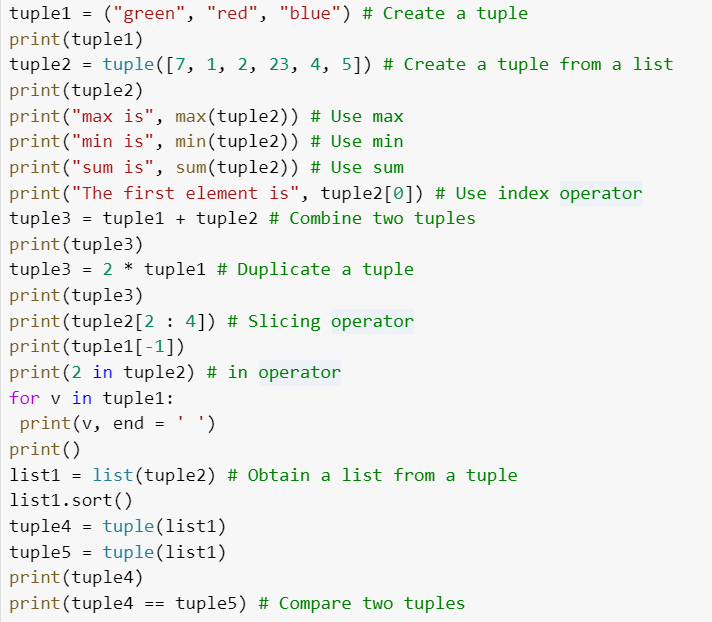 tuple1 = ("green", "red", "blue") # Create a tuple
print(tuple1)
tuple2 = tuple([7, 1, 2, 23, 4, 5]) # Create a tuple from a list
print(tuple2)
print("max is", max(tuple2)) # Use max
print("min is", min(tuple2)) # Use min
print("sum is", sum(tuple2)) # Use sum
print("The first element is", tuple2[0]) # Use index operator
tuple3 = tuple1 + tuple2 # Combine two tuples
print(tuple3)
tuple3 = 2 * tuple1 # Duplicate a tuple
print(tuple3)
print(tuple2[2 : 4]) # Slicing operator
print(tuple1[-1])
print(2 in tuple2) # in operator
for v in tuple1:
 print(v, end = ' ')
print()
list1 = list(tuple2) # Obtain a list from a tuple
list1.sort()
tuple4 = tuple(list1)
tuple5 = tuple(list1)
print(tuple4)
print(tuple4 == tuple5) # Compare two tuples